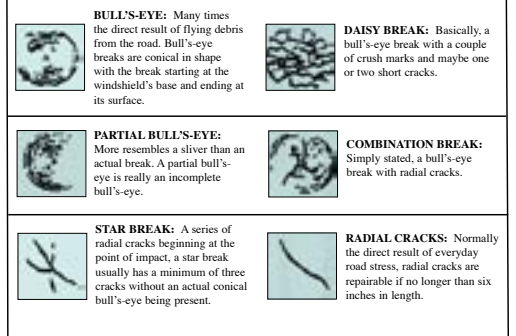 BULL'S-EYE: Many times
the direct result of flying debris
from the road. Bull's-eye
breaks are conical in shape
with the break starting at the
windshield's base and ending at
its surface.
DAISY BREAK: Basically, a
bull's-eye break with a couple
of crush marks and maybe one
or two short cracks.
PARTIAL BULL'S-EYE:
More resembles a sliver than an
actual break. A partial bull's-
eye is really an incomplete
bull's-eye.
COMBINATION BREAK:
Simply stated, a bull's-eye
break with radial cracks.
STAR BREAK: A series of
radial cracks beginning at the
point of impact, a star break
usually has a minimum of three
cracks without an actual conical
bull's-eye being present.
RADIAL CRACKS: Normally
the direct result of everyday
road stress, radial cracks are
repairable if no longer than six
inches in length.